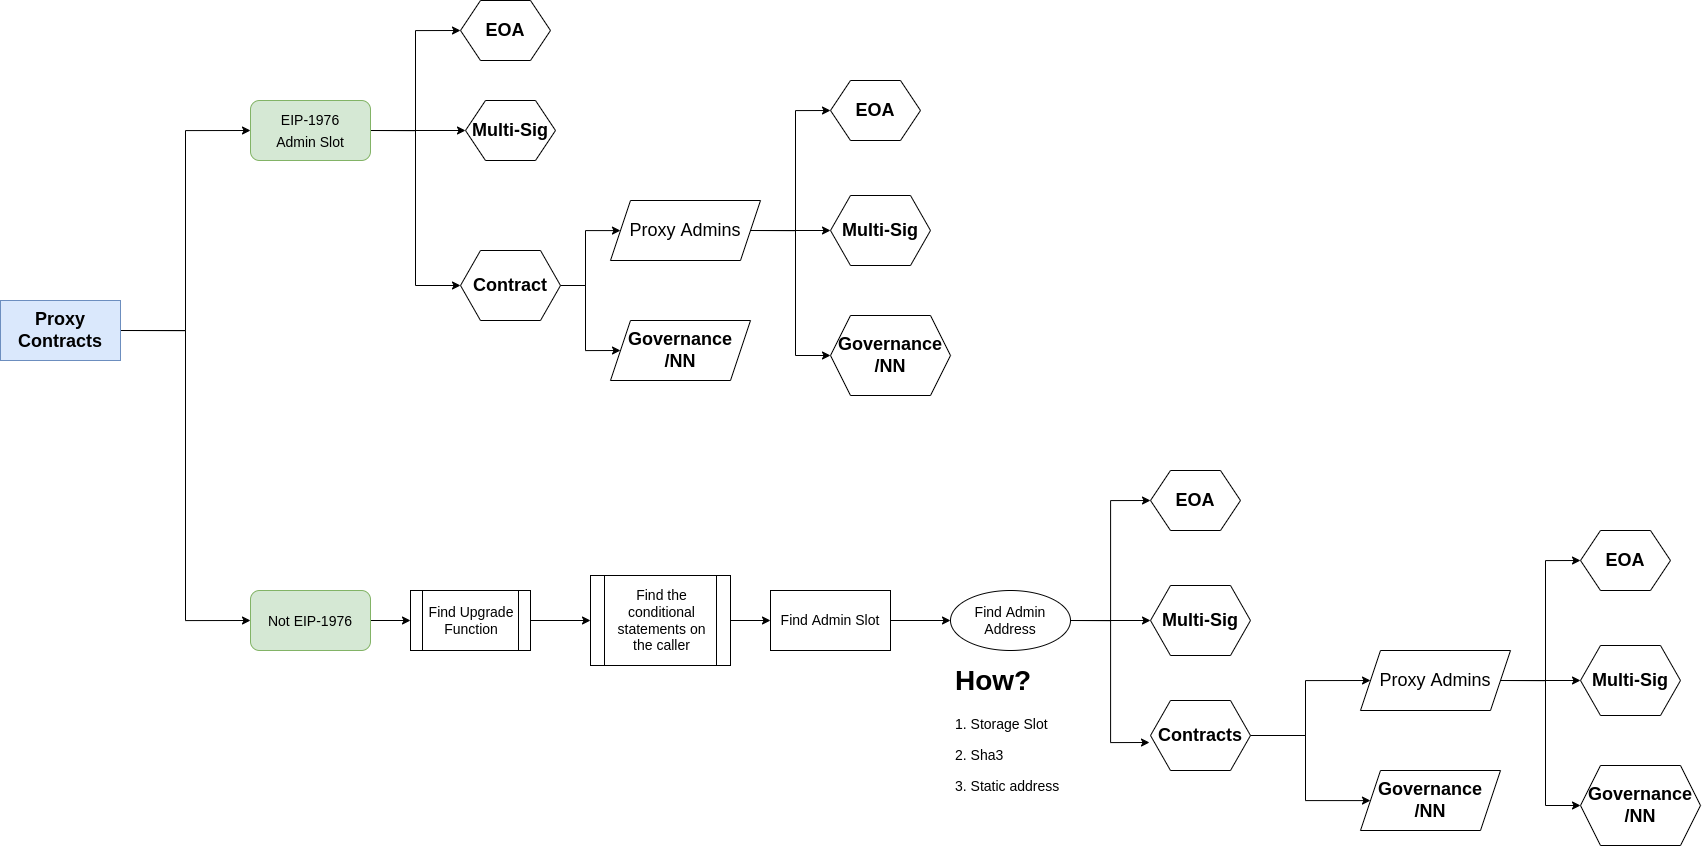 EOA
EIP-1976
Admin Slot
Multi-Sig
Contract
Proxy Admins
Governance
/NN
EOA
Multi-Sig
Governance
/NN
Proxy
Contracts
Not EIP-1976
Find Upgrade
Function
Find the
conditional
statements on
the caller
Find Admin Slot
Find Admin
Address
How?
1. Storage Slot
2. Sha3
3. Static address
EOA
Multi-Sig
Contracts
Proxy Admins
Governance
/NN
EOA
Multi-Sig
Governance
/NN